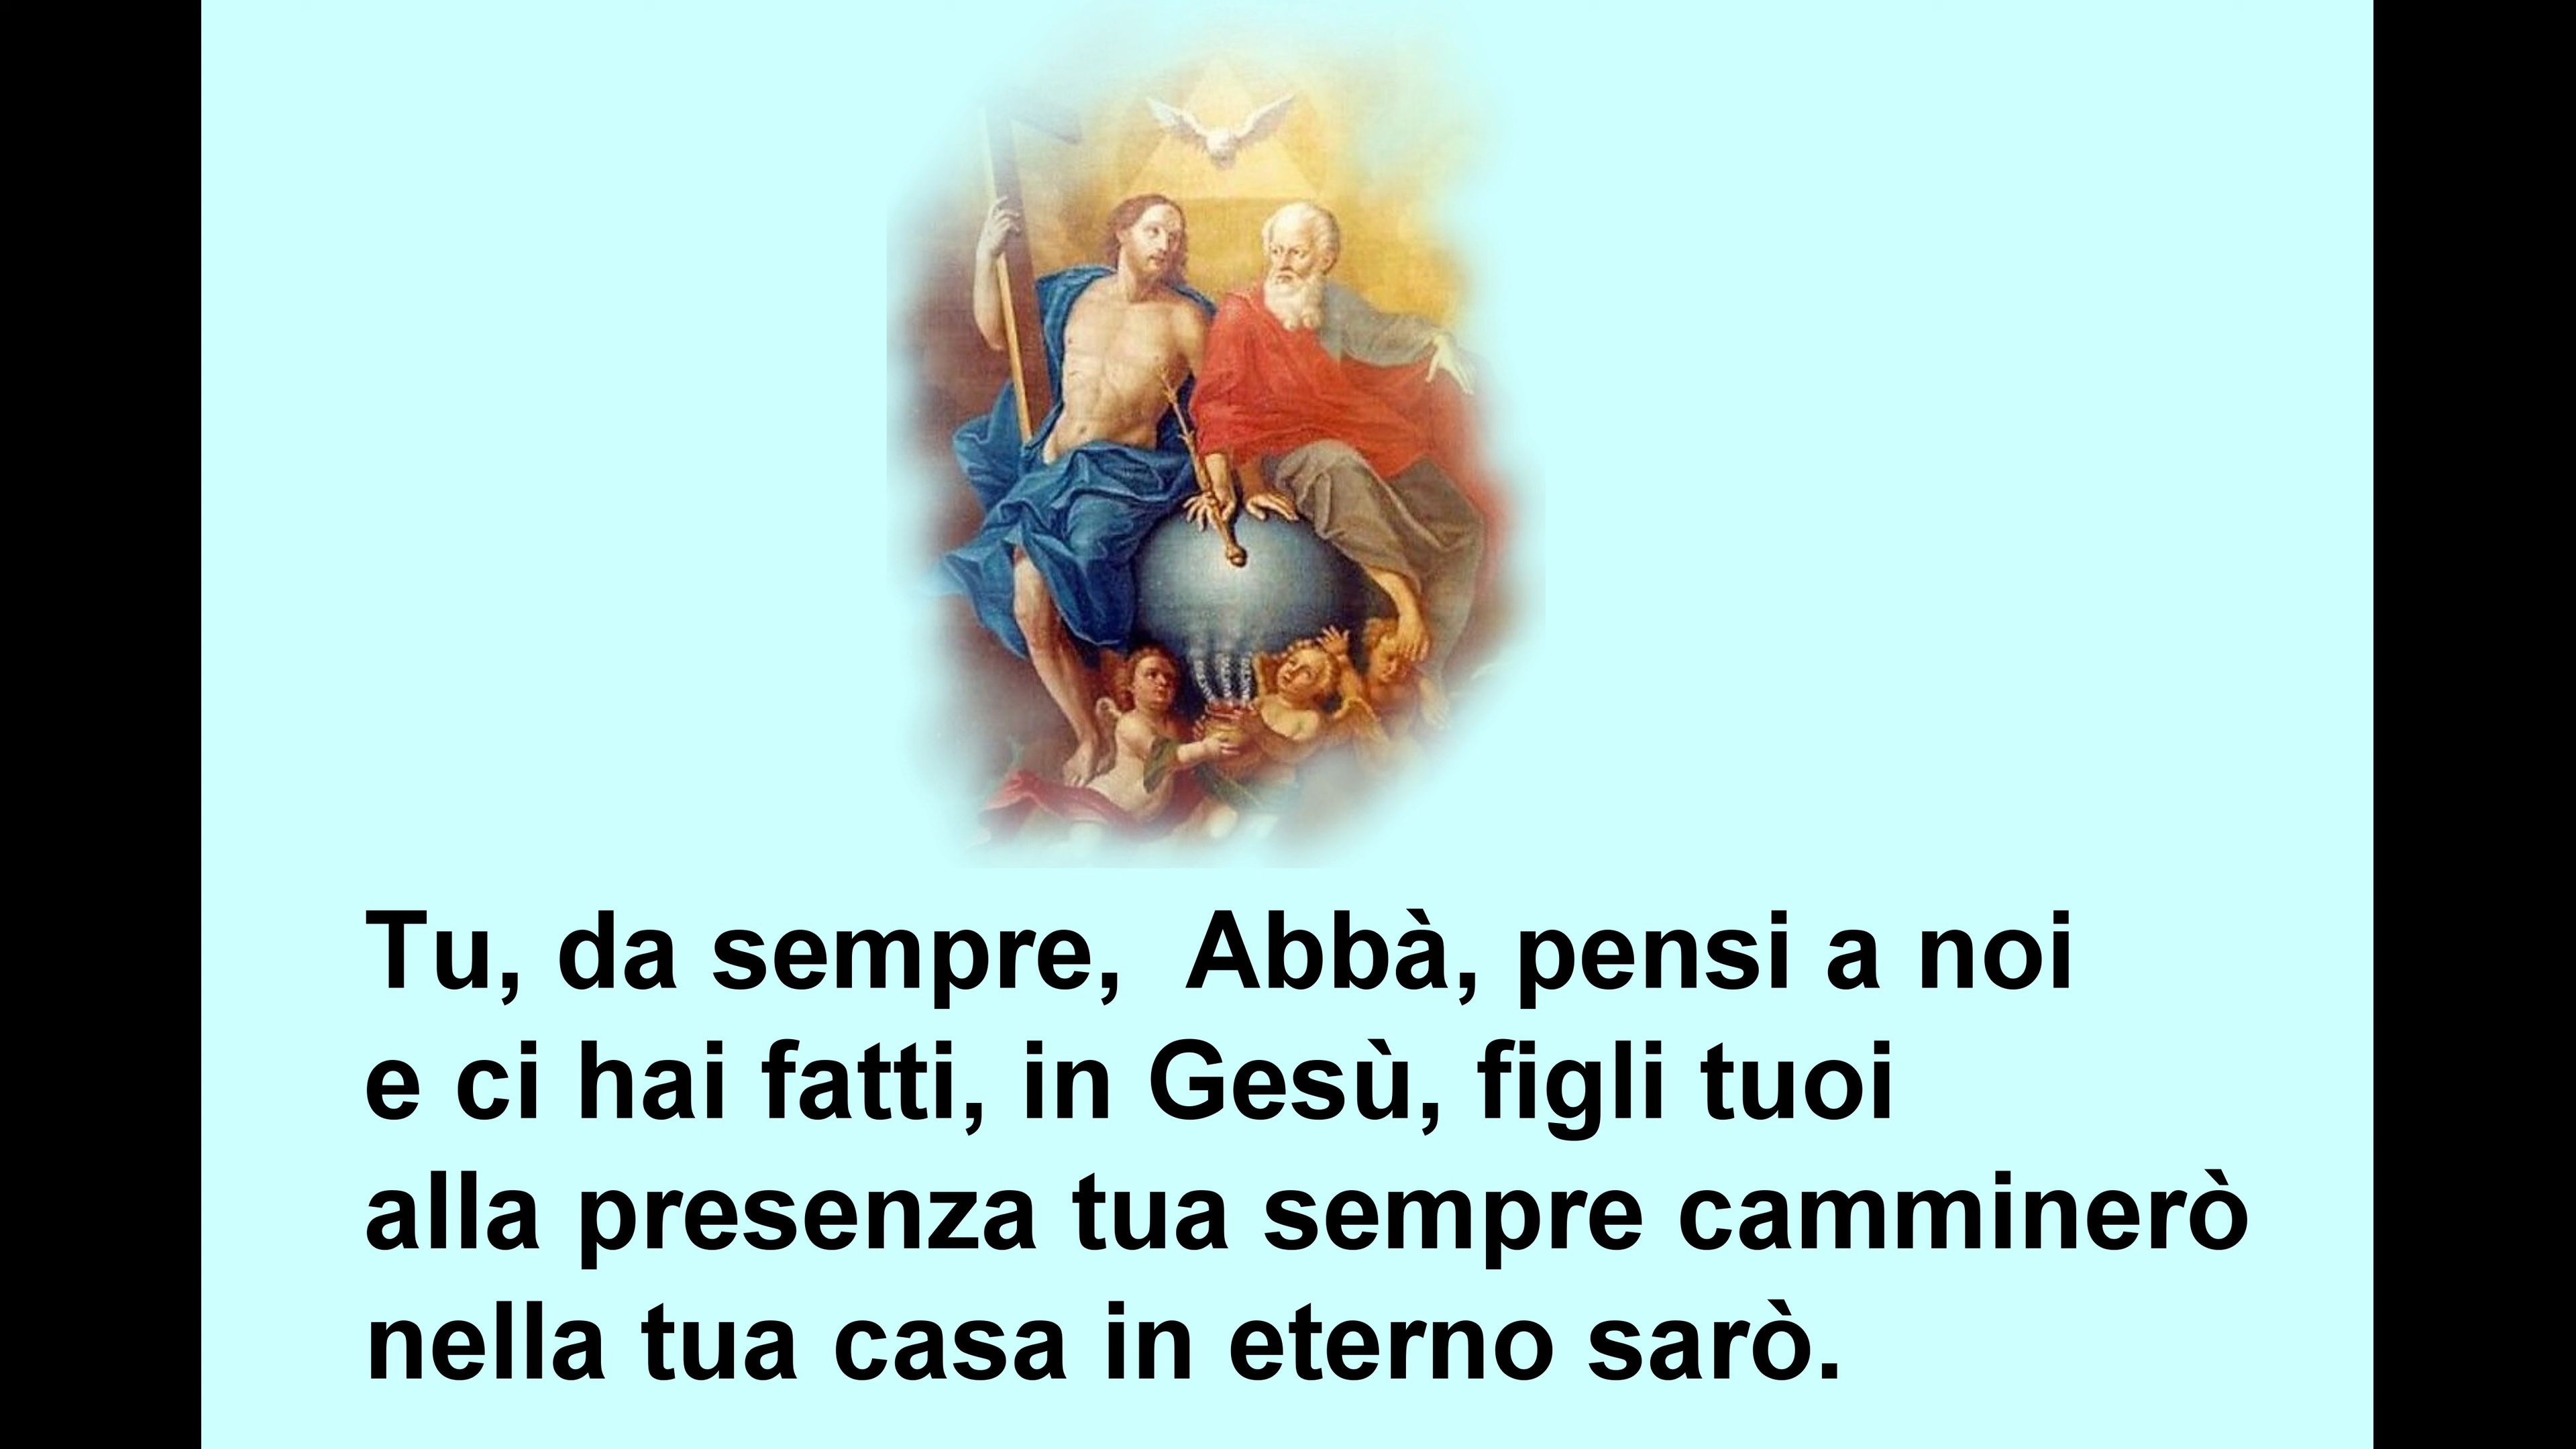 Tu, da sempre,  Abbà, pensi a noi
e ci hai fatti, in Gesù, figli tuoi
alla presenza tua sempre camminerò
nella tua casa in eterno sarò.